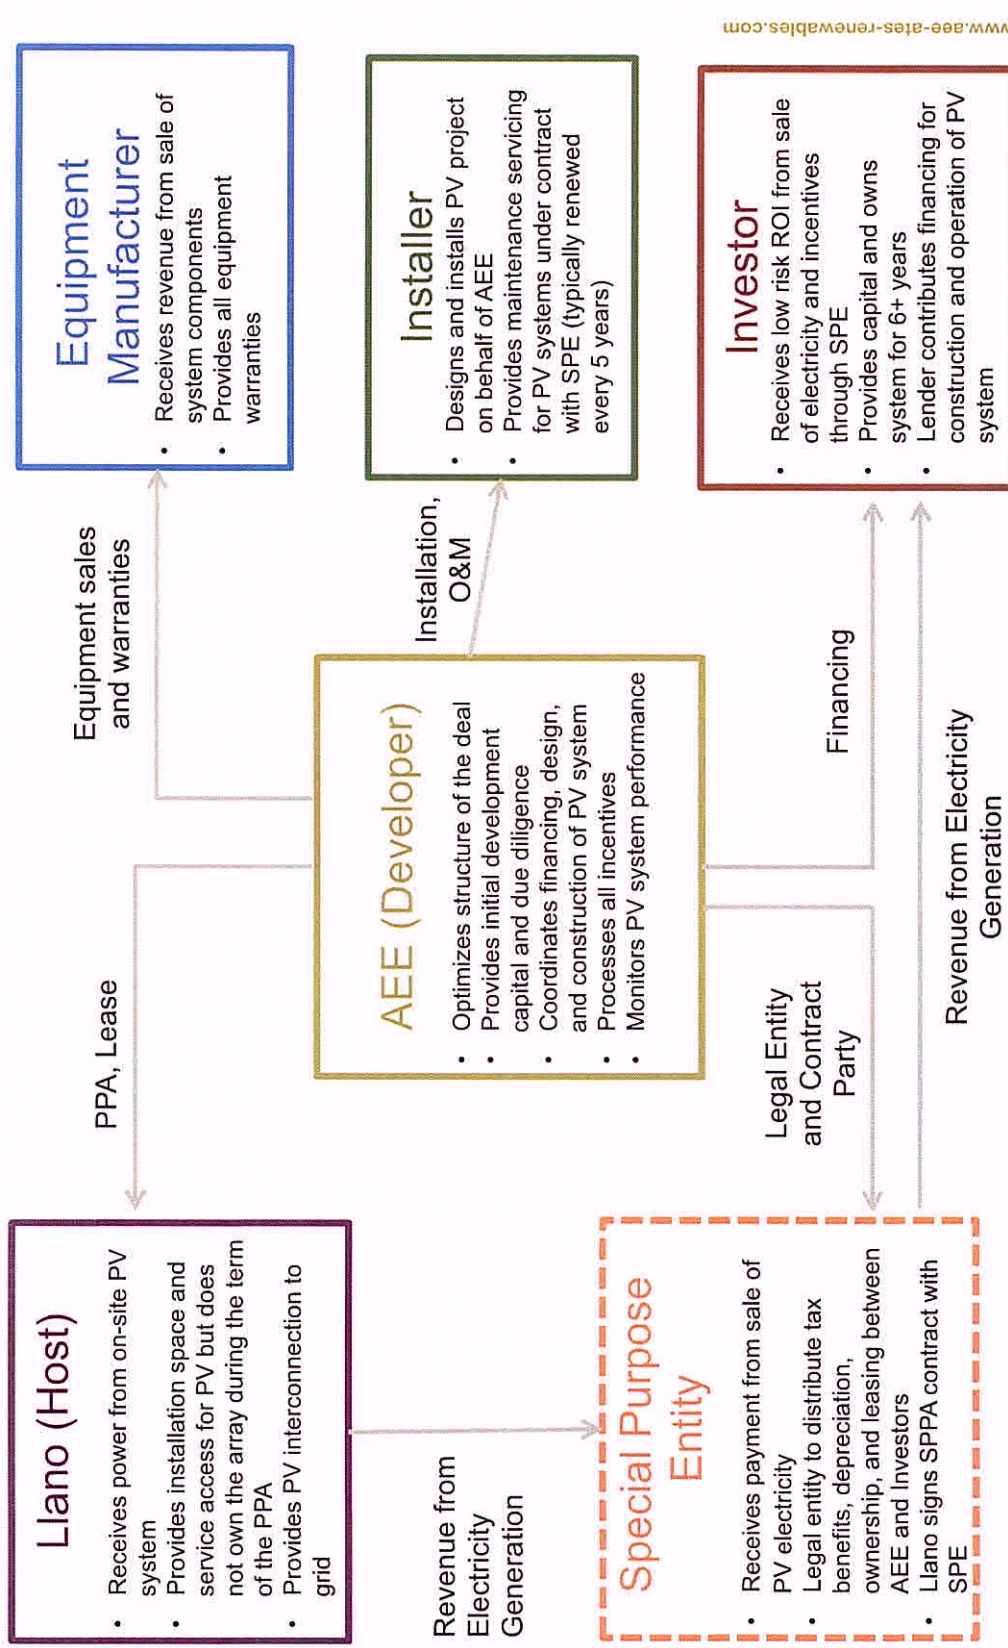 Llano (Host)
• Receives power from on-site PV
system
• Provides installation space and
service access for PV but does
not own the array during the term
of the PPA
• Provides PV interconnection to
grid
PPA, Lease
Equipment sales
and warranties
Equipment
Manufacturer
• Receives revenue from sale of
system components
• Provides all equipment
warranties
AEE (Developer)
• Optimizes structure of the deal
• Provides initial development
capital and due diligence
• Coordinates financing, design,
and construction of PV system
• Processes all incentives
• Monitors PV system performance
Installation,
O&M
Installer
• Designs and installs PV project
on behalf of AEE
• Provides maintenance servicing
for PV systems under contract
with SPE (typically renewed
every 5 years)
Revenue from
Electricity
Generation
Special Purpose
Entity
• Receives payment from sale of
PV electricity
• Legal entity to distribute tax
benefits, depreciation,
ownership, and leasing between
AEE and Investors
• Llano signs SPPA contract with
SPE
Legal Entity
and Contract
Party
Financing
Revenue from Electricity
Generation
Investor
• Receives low risk ROI from sale
of electricity and incentives
through SPE
• Provides capital and owns
system for 6+ years
• Lender contributes financing for
construction and operation of PV
system
www.aee-ates-renewables.com